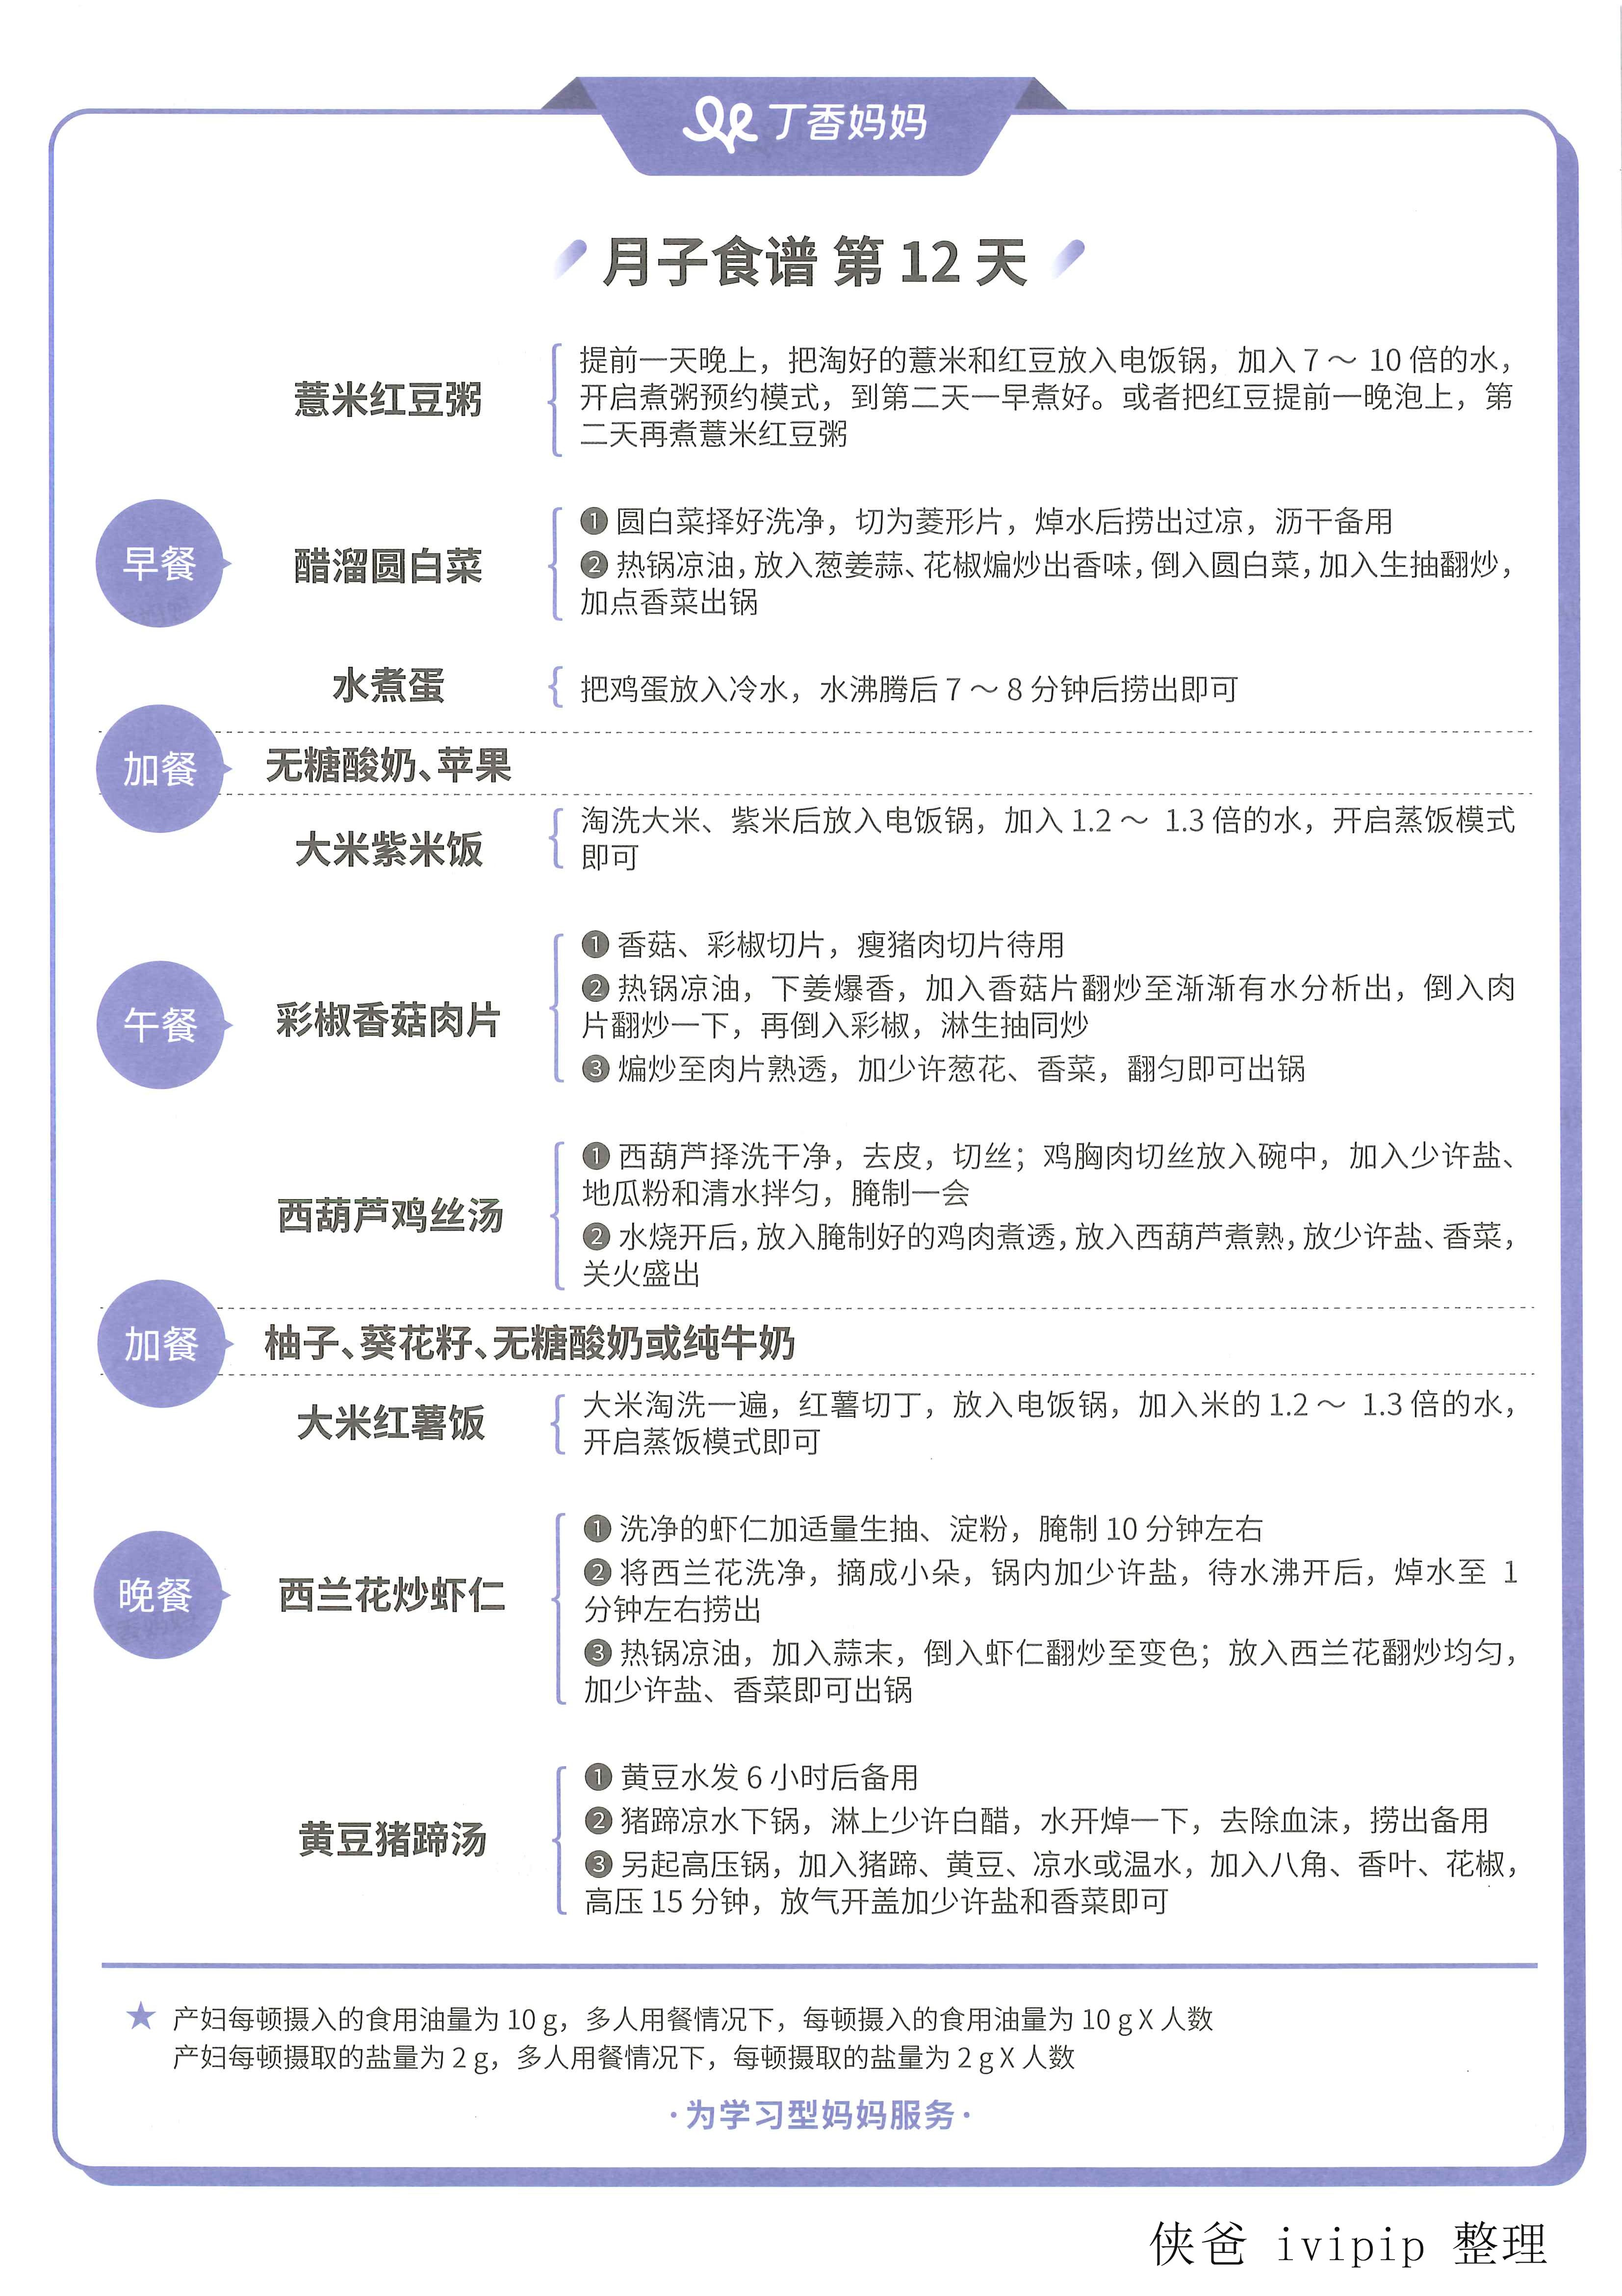 丁香妈妈
月子食谱 第 12 天
薏米红豆粥
提前一天晚上，把淘好的薏米和红豆放入电饭锅，加入 7～ 10 倍的水，
开启煮粥预约模式，到第二天一早煮好。或者把红豆提前一晚泡上，第
二天再煮薏米红豆粥
早餐
醋溜圆白菜
❶ 圆白菜择好洗净，切为菱形片，焯水后捞出过凉，沥干备用
❷ 热锅凉油，放入葱姜蒜、花椒煸炒出香味，倒入圆白菜，加入生抽翻炒，
加点香菜出锅
水煮蛋
把鸡蛋放入冷水，水沸腾后 7～8 分钟后捞出即可
加餐
无糖酸奶、苹果
大米紫米饭
淘洗大米、紫米后放入电饭锅，加入 1.2～ 1.3 倍的水，开启蒸饭模式
即可
午餐
彩椒香菇肉片
❶ 香菇、彩椒切片，瘦猪肉切片待用
❷ 热锅凉油，下姜爆香，加入香菇片翻炒至渐渐有水分析出，倒入肉
片翻炒一下，再倒入彩椒，淋生抽同炒
❸ 煸炒至肉片熟透，加少许葱花、香菜，翻匀即可出锅
西葫芦鸡丝汤
❶ 西葫芦择洗干净，去皮，切丝；鸡胸肉切丝放入碗中，加入少许盐、
地瓜粉和清水拌匀，腌制一会
❷ 水烧开后，放入腌制好的鸡肉煮透，放入西葫芦煮熟，放少许盐、香菜，
关火盛出
加餐
柚子、葵花籽、无糖酸奶或纯牛奶
大米红薯饭
大米淘洗一遍，红薯切丁，放入电饭锅，加入米的 1.2～ 1.3 倍的水，
开启蒸饭模式即可
晚餐
西兰花炒虾仁
❶ 洗净的虾仁加适量生抽、淀粉，腌制 10 分钟左右
❷ 将西兰花洗净，摘成小朵，锅内加少许盐，待水沸开后，焯水至 1
分钟左右捞出
❸ 热锅凉油，加入蒜末，倒入虾仁翻炒至变色；放入西兰花翻炒均匀，
加少许盐、香菜即可出锅
黄豆猪蹄汤
❶ 黄豆水发 6 小时后备用
❷ 猪蹄凉水下锅，淋上少许白醋，水开焯一下，去除血沫，捞出备用
❸ 另起高压锅，加入猪蹄、黄豆、凉水或温水，加入八角、香叶、花椒，
高压 15 分钟，放气开盖加少许盐和香菜即可
★ 产妇每顿摄入的食用油量为 10 g，多人用餐情况下，每顿摄入的食用油量为 10 g X 人数
产妇每顿摄取的盐量为 2 g，多人用餐情况下，每顿摄取的盐量为 2 g X 人数
·为学习型妈妈服务·
侠爸 ivipip 整理